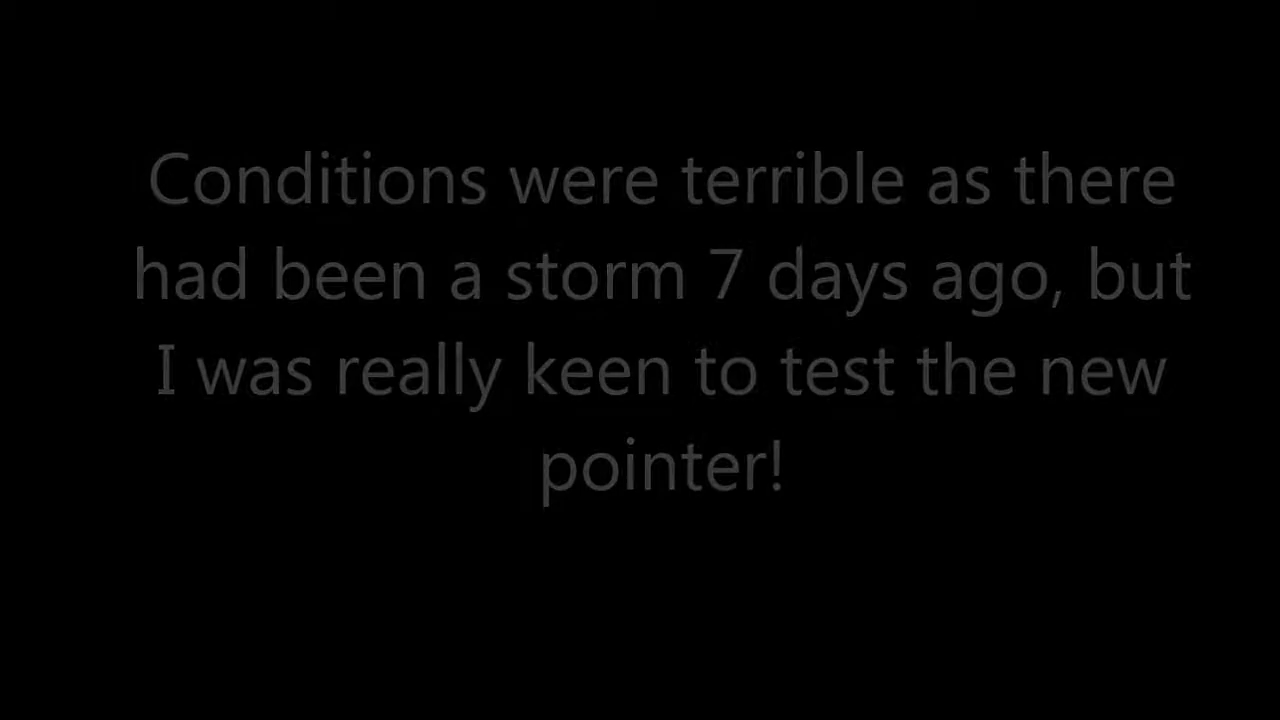 Conditions were terrible as there
had been a storm 7 days ago, but
I was really keen to test the new
pointer!